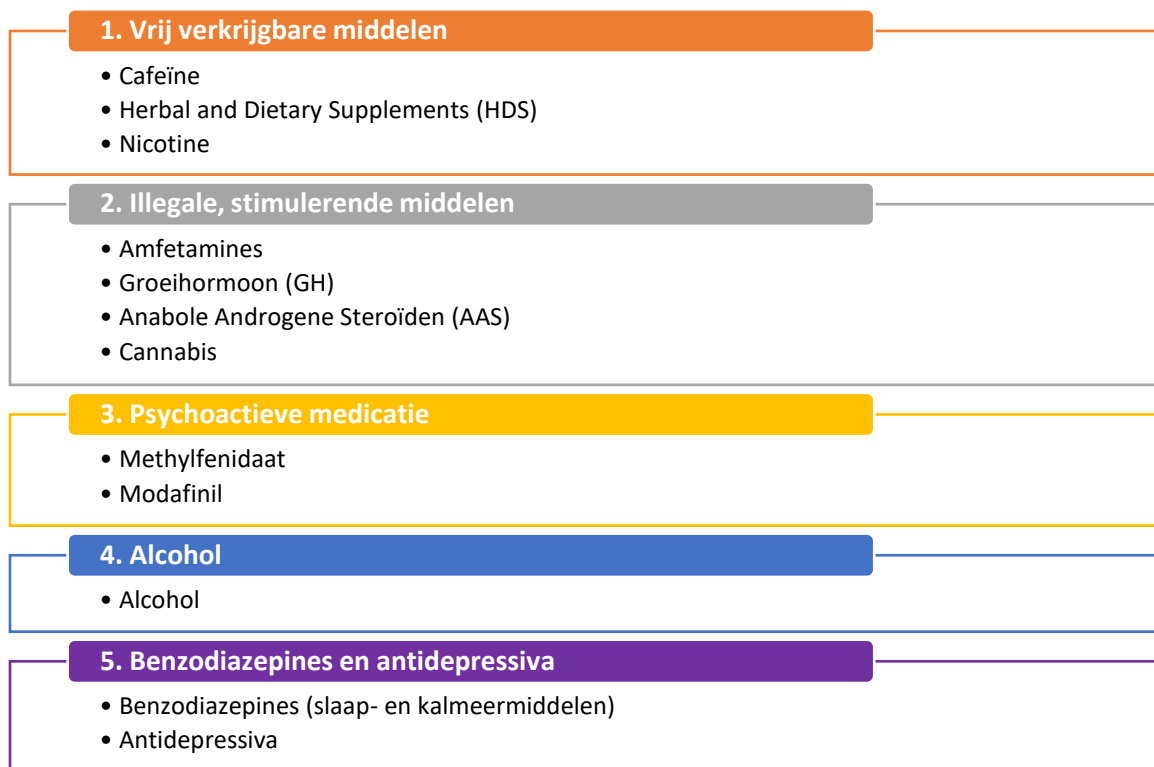 1. Vrij verkrijgbare middelen
• Cafeïne
• Herbal and Dietary Supplements (HDS)
• Nicotine
2. Illegale, stimulerende middelen
• Amfetamines
• Groeihormoon (GH)
• Anabole Androgene Steroïden (AAS)
• Cannabis
3. Psychoactieve medicatie
• Methylfenidaat
• Modafinil
4. Alcohol
• Alcohol
5. Benzodiazepines en antidepressiva
• Benzodiazepines (slaap- en kalmeermiddelen)
• Antidepressiva